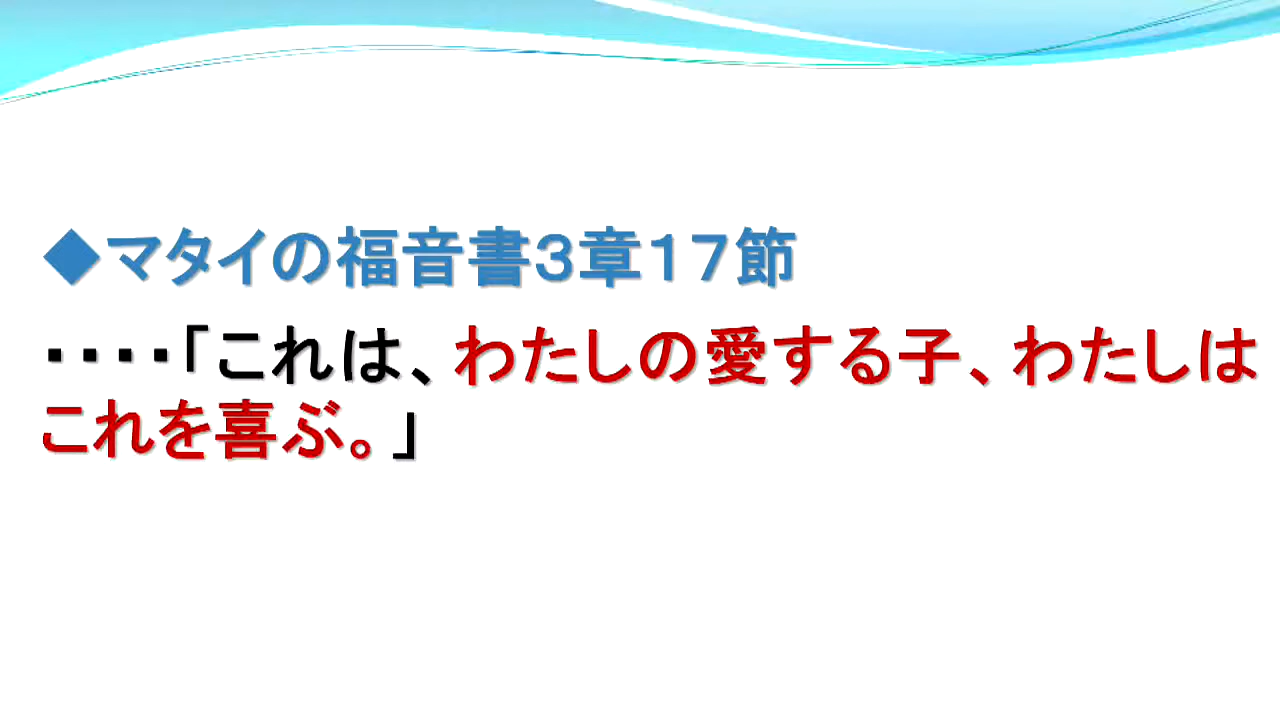 ◆マタイの福音書３章１７節
・・・・「これは、わたしの愛する子、わたしは
これを喜ぶ。」